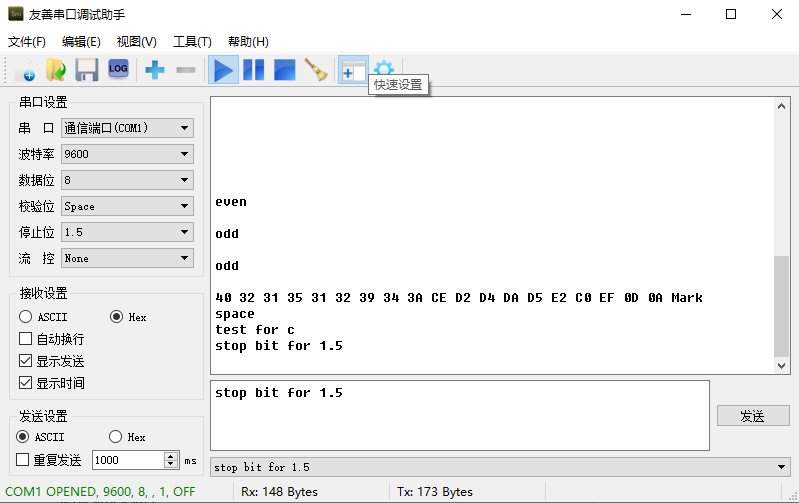 友善串口调试助手
文件(F) 编辑(E) 视图(V) 工具(T) 帮助(H)
LOG
快速设置
串口设置
串 口 通信端口(COM1)
波特率 9600
数据位 8
校验位 Space
停止位 1.5
流 控 None
接收设置
ASCII Hex
自动换行
显示发送
显示时间
发送设置
ASCII Hex
重复发送 1000 ms
even
odd
odd
40 32 31 35 31 32 39 34 3A CE D2 D4 DA D5 E2 C0 EF 0D 0A Mark
space
test for c
stop bit for 1.5
stop bit for 1.5
发送
stop bit for 1.5
COM1 OPENED, 9600, 8, , 1, OFF Rx: 148 Bytes Tx: 173 Bytes